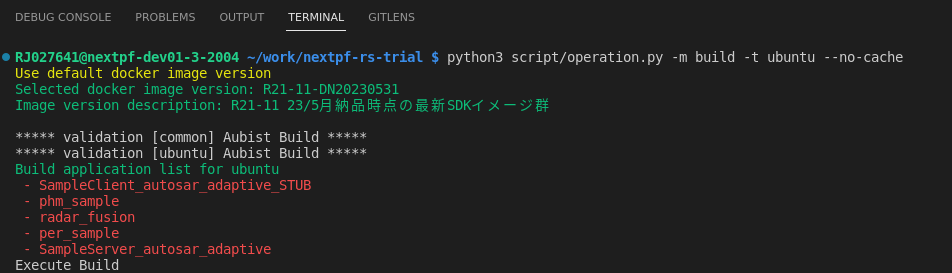 DEBUG CONSOLE PROBLEMS OUTPUT TERMINAL GITLENS
RJ027641@nextpf-dev01-3-2004 ~/work/nextpf-rs-trial $ python3 script/operation.py -m build -t ubuntu --no-cache
Use default docker image version
Selected docker image version: R21-11-DN20230531
Image version description: R21-11 23/5月納品時点の最新SDKイメージ群
***** validation [common] Aubist Build *****
***** validation [ubuntu] Aubist Build *****
Build application list for ubuntu
- SampleClient_autosar_adaptive_STUB
- phm_sample
- radar_fusion
- per_sample
- SampleServer_autosar_adaptive
Execute Build